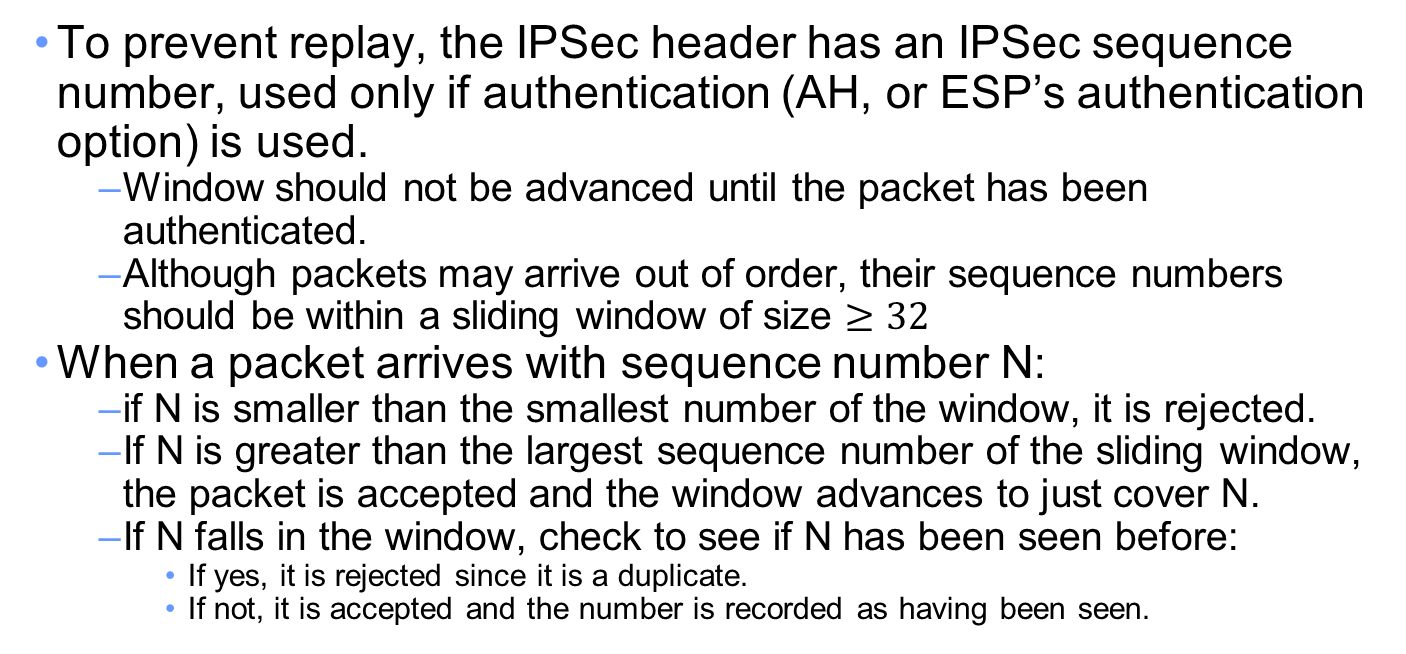 • To prevent replay, the IPSec header has an IPSec sequence
number, used only if authentication (AH, or ESP’s authentication
option) is used.
–Window should not be advanced until the packet has been
authenticated.
–Although packets may arrive out of order, their sequence numbers
should be within a sliding window of size ≥ 32
• When a packet arrives with sequence number N:
–if N is smaller than the smallest number of the window, it is rejected.
–If N is greater than the largest sequence number of the sliding window,
the packet is accepted and the window advances to just cover N.
–If N falls in the window, check to see if N has been seen before:
• If yes, it is rejected since it is a duplicate.
• If not, it is accepted and the number is recorded as having been seen.